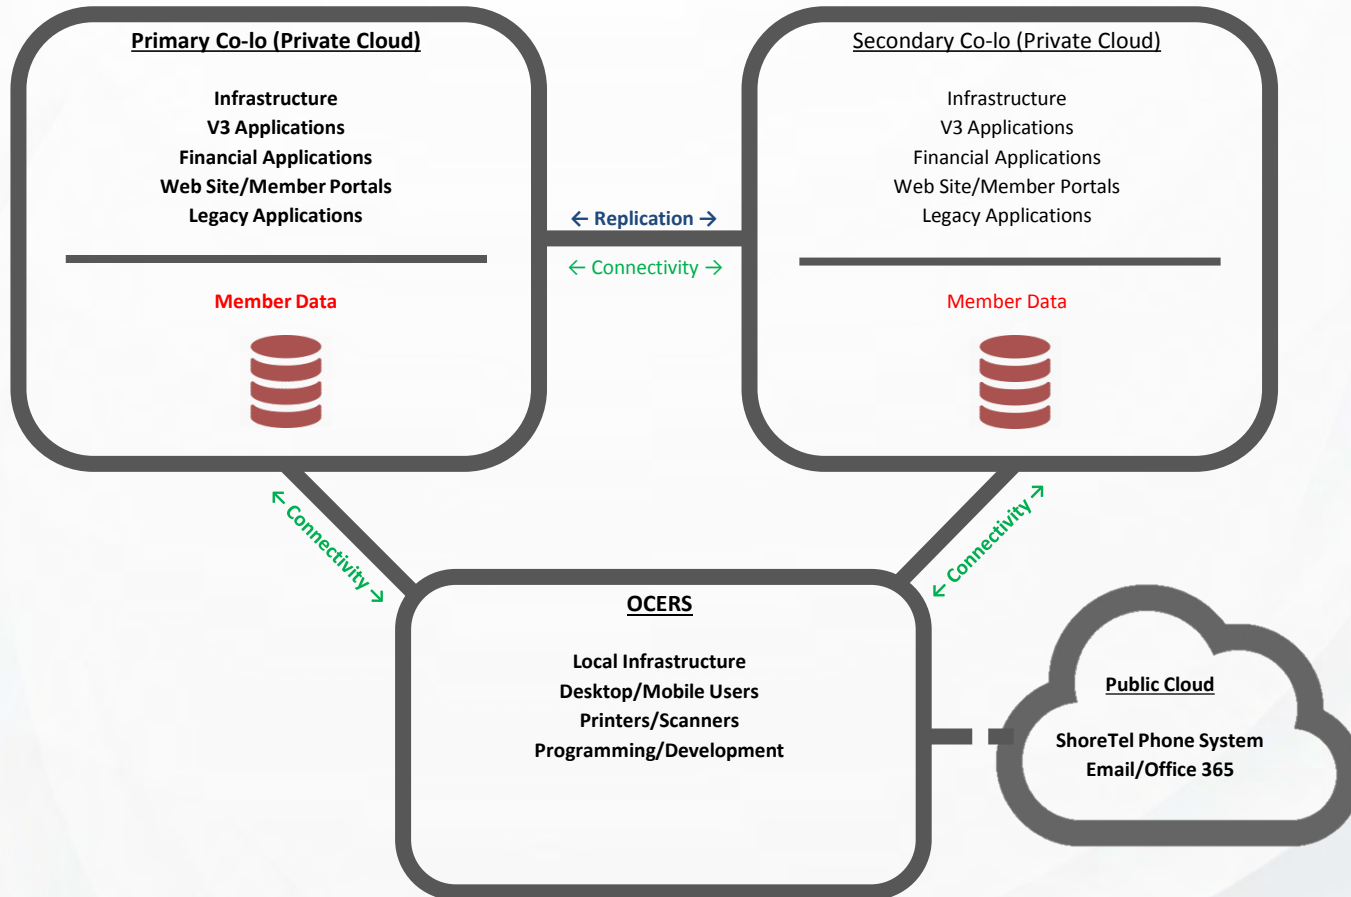 Primary Co-lo (Private Cloud)
Infrastructure
V3 Applications
Financial Applications
Web Site/Member Portals
Legacy Applications
Member Data
← Replication →
← Connectivity →
Secondary Co-lo (Private Cloud)
Infrastructure
V3 Applications
Financial Applications
Web Site/Member Portals
Legacy Applications
Member Data
← Connectivity →
← Connectivity →
OCERS
Local Infrastructure
Desktop/Mobile Users
Printers/Scanners
Programming/Development
Public Cloud
ShoreTel Phone System
Email/Office 365